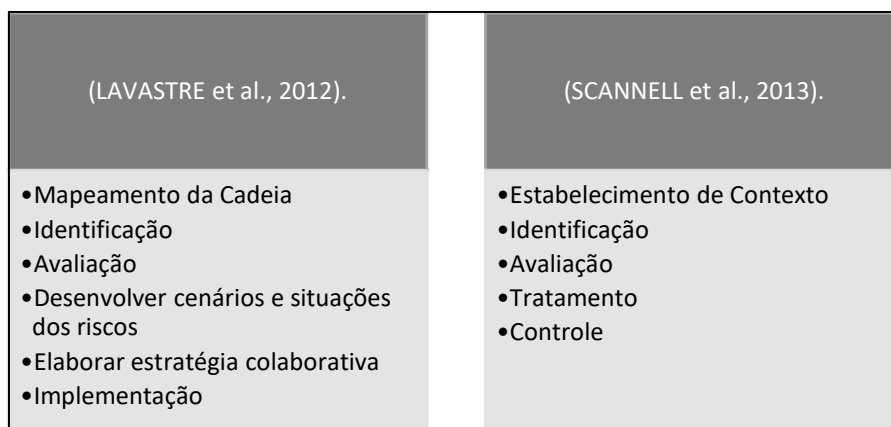 (LAVASTRE et al., 2012).
•Mapeamento da Cadeia
•Identificação
•Avaliação
•Desenvolver cenários e situações
dos riscos
•Elaborar estratégia colaborativa
•Implementação
(SCANNELL et al., 2013).
•Estabelecimento de Contexto
•Identificação
•Avaliação
•Tratamento
•Controle